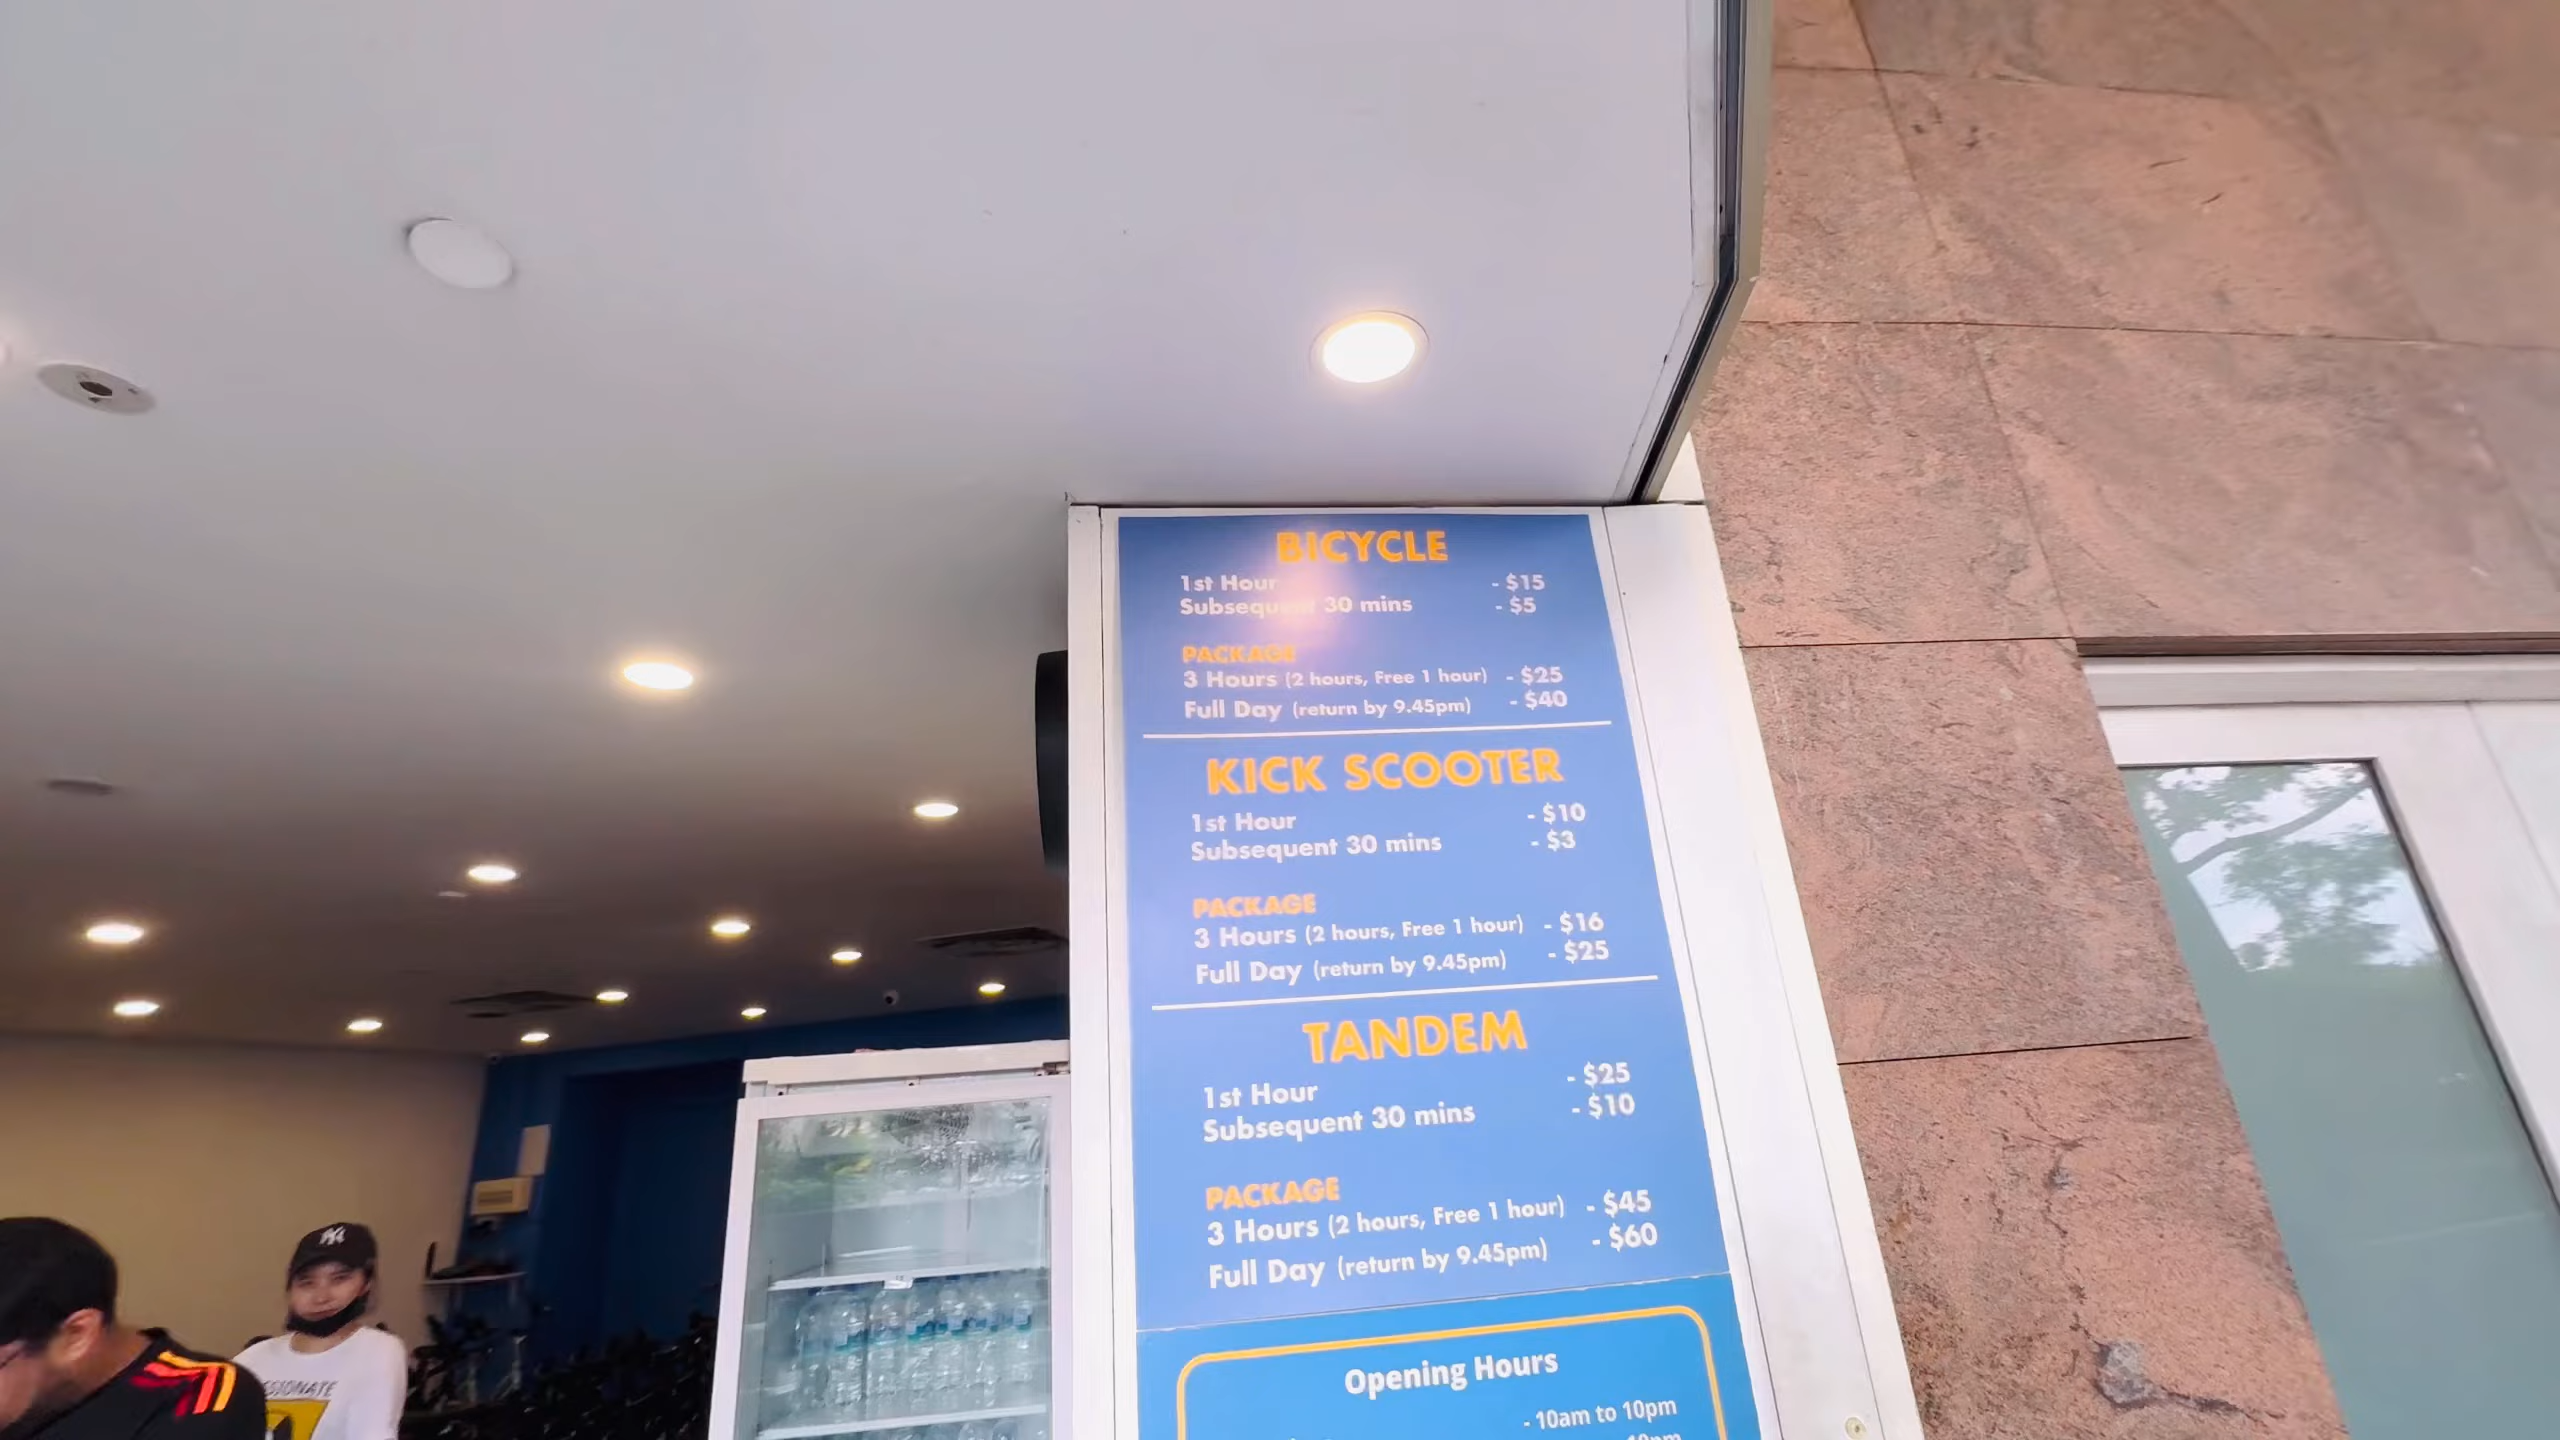 BICYCLE
1st Hour - $15
Subsequent 30 mins - $5
PACKAGE
3 Hours (2 hours, Free 1 hour) - $25
Full Day (return by 9.45pm) - $40
KICK SCOOTER
1st Hour - $10
Subsequent 30 mins - $3
PACKAGE
3 Hours (2 hours, Free 1 hour) - $16
Full Day (return by 9.45pm) - $25
TANDEM
1st Hour - $25
Subsequent 30 mins - $10
PACKAGE
3 Hours (2 hours, Free 1 hour) - $45
Full Day (return by 9.45pm) - $60
Opening Hours
- 10am to 10pm
NY